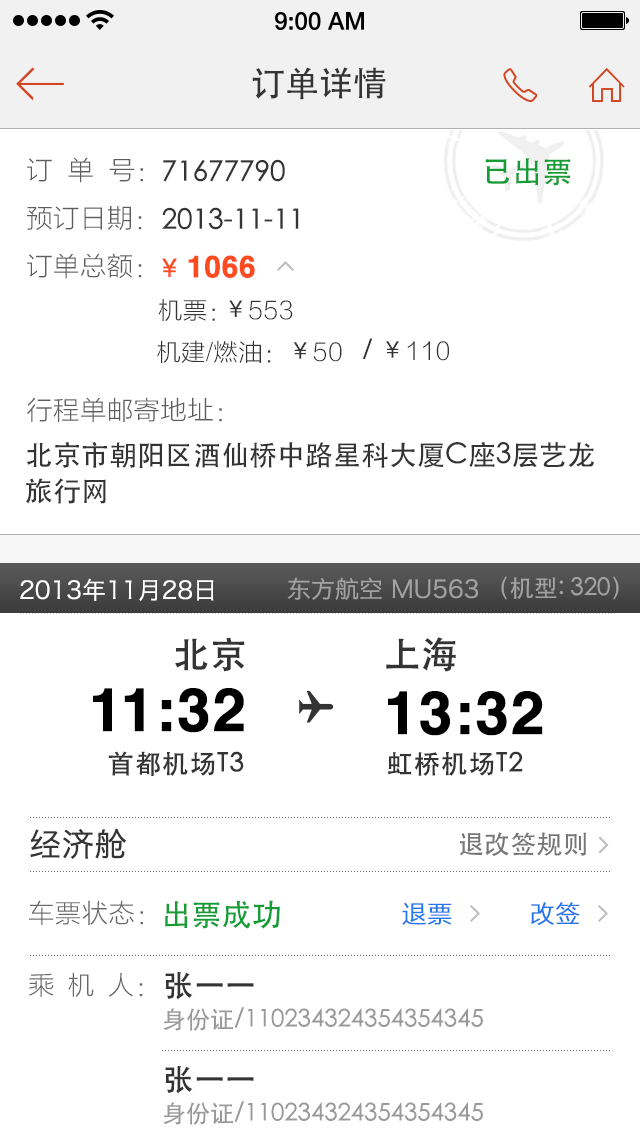 9:00 AM
订单详情
订单号: 71677790
已出票
预订日期: 2013-11-11
订单总额: ¥ 1066
机票: ¥553
机建/燃油: ¥50 / ¥110
行程单邮寄地址:
北京市朝阳区酒仙桥中路星科大厦C座3层艺龙
旅行网
2013年11月28日 东方航空 MU563 (机型: 320)
北京 上海
11:32 13:32
首都机场T3 虹桥机场T2
经济舱 退改签规则
车票状态: 出票成功 退票 改签
乘机人: 张一一
身份证/110234324354354345
张一一
身份证/110234324354354345